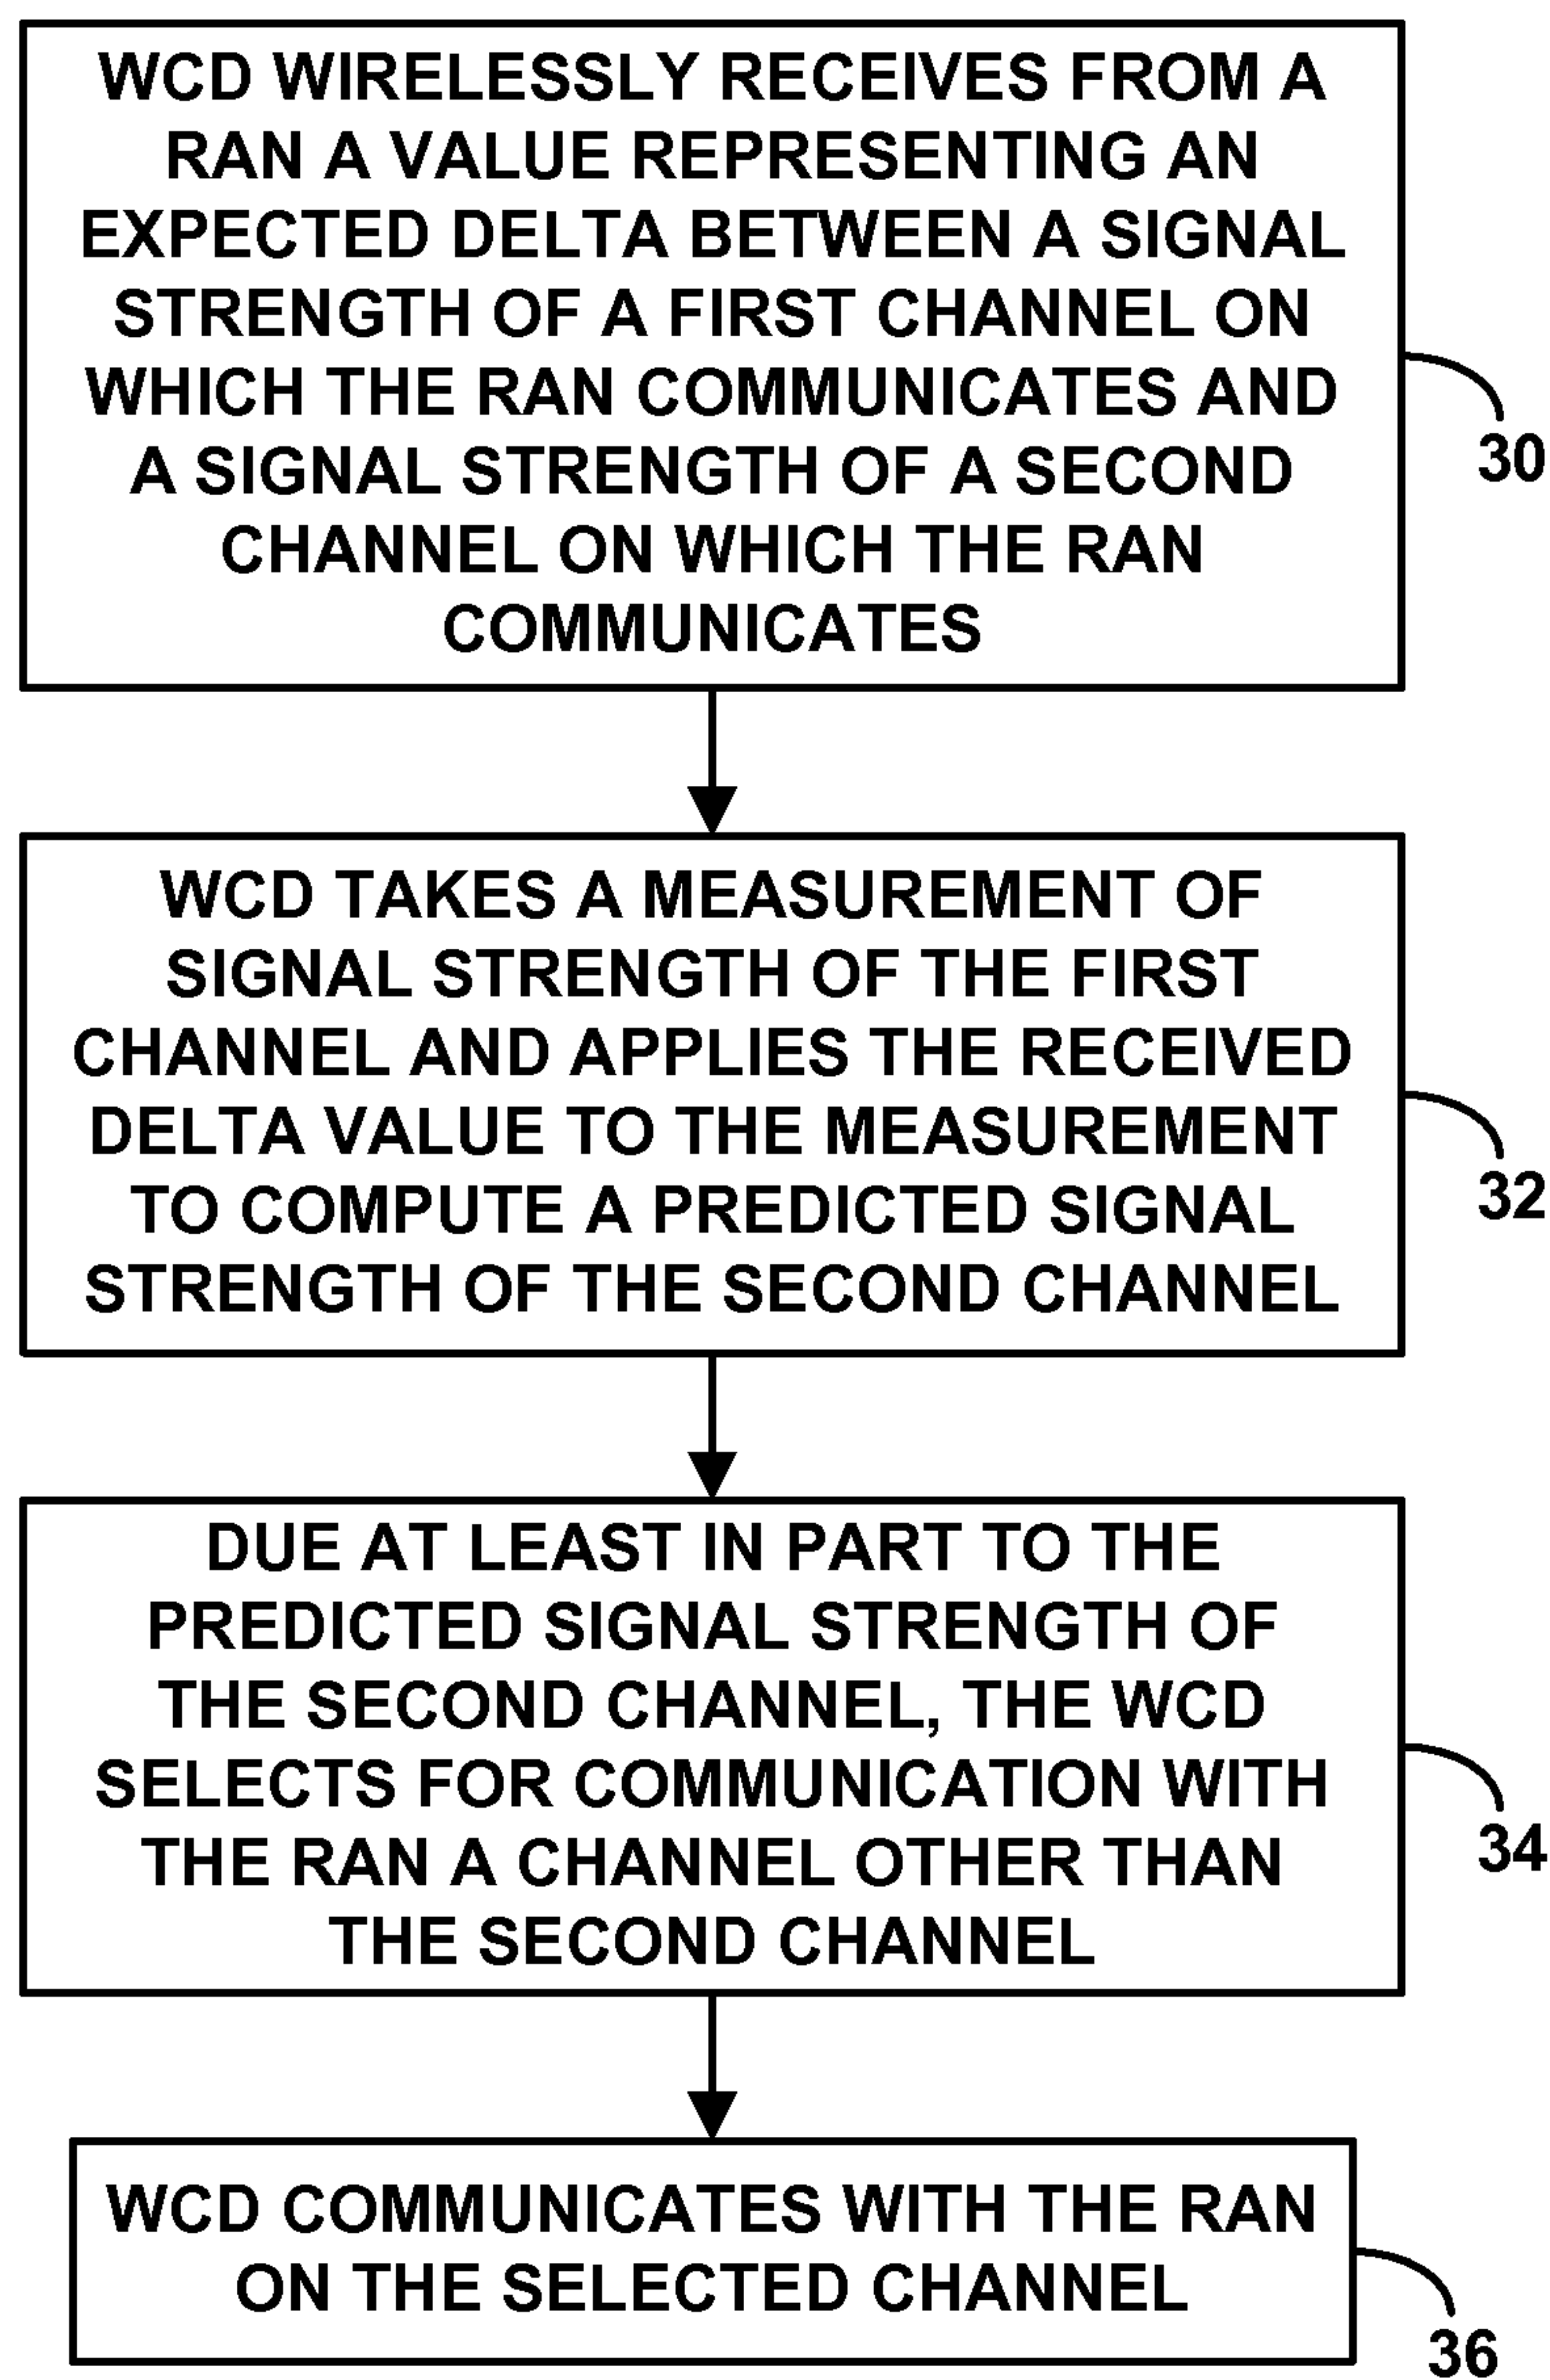 WCD WIRELESSLY RECEIVES FROM A
RAN A VALUE REPRESENTING AN
EXPECTED DELTA BETWEEN A SIGNAL
STRENGTH OF A FIRST CHANNEL ON
WHICH THE RAN COMMUNICATES AND
A SIGNAL STRENGTH OF A SECOND
CHANNEL ON WHICH THE RAN
COMMUNICATES
30
WCD TAKES A MEASUREMENT OF
SIGNAL STRENGTH OF THE FIRST
CHANNEL AND APPLIES THE RECEIVED
DELTA VALUE TO THE MEASUREMENT
TO COMPUTE A PREDICTED SIGNAL
STRENGTH OF THE SECOND CHANNEL
32
DUE AT LEAST IN PART TO THE
PREDICTED SIGNAL STRENGTH OF
THE SECOND CHANNEL, THE WCD
SELECTS FOR COMMUNICATION WITH
THE RAN A CHANNEL OTHER THAN
THE SECOND CHANNEL
34
WCD COMMUNICATES WITH THE RAN
ON THE SELECTED CHANNEL
36